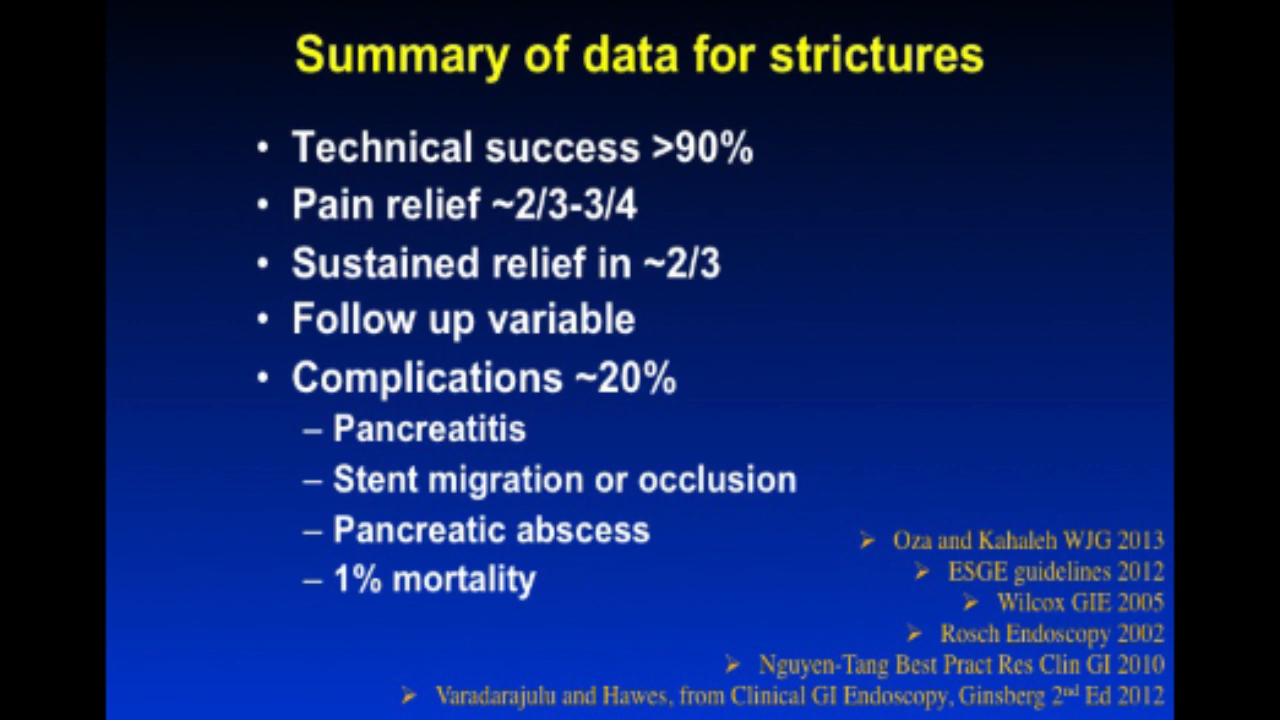 Summary of data for strictures
• Technical success >90%
• Pain relief ~2/3-3/4
• Sustained relief in ~2/3
• Follow up variable
• Complications ~20%
– Pancreatitis
– Stent migration or occlusion
– Pancreatic abscess
– 1% mortality
➢ Oza and Kahaleh WJG 2013
➢ ESGE guidelines 2012
➢ Wilcox GIE 2005
➢ Rosch Endoscopy 2002
➢ Nguyen-Tang Best Pract Res Clin GI 2010
➢ Varadarajulu and Hawes, from Clinical GI Endoscopy, Ginsberg 2nd Ed 2012